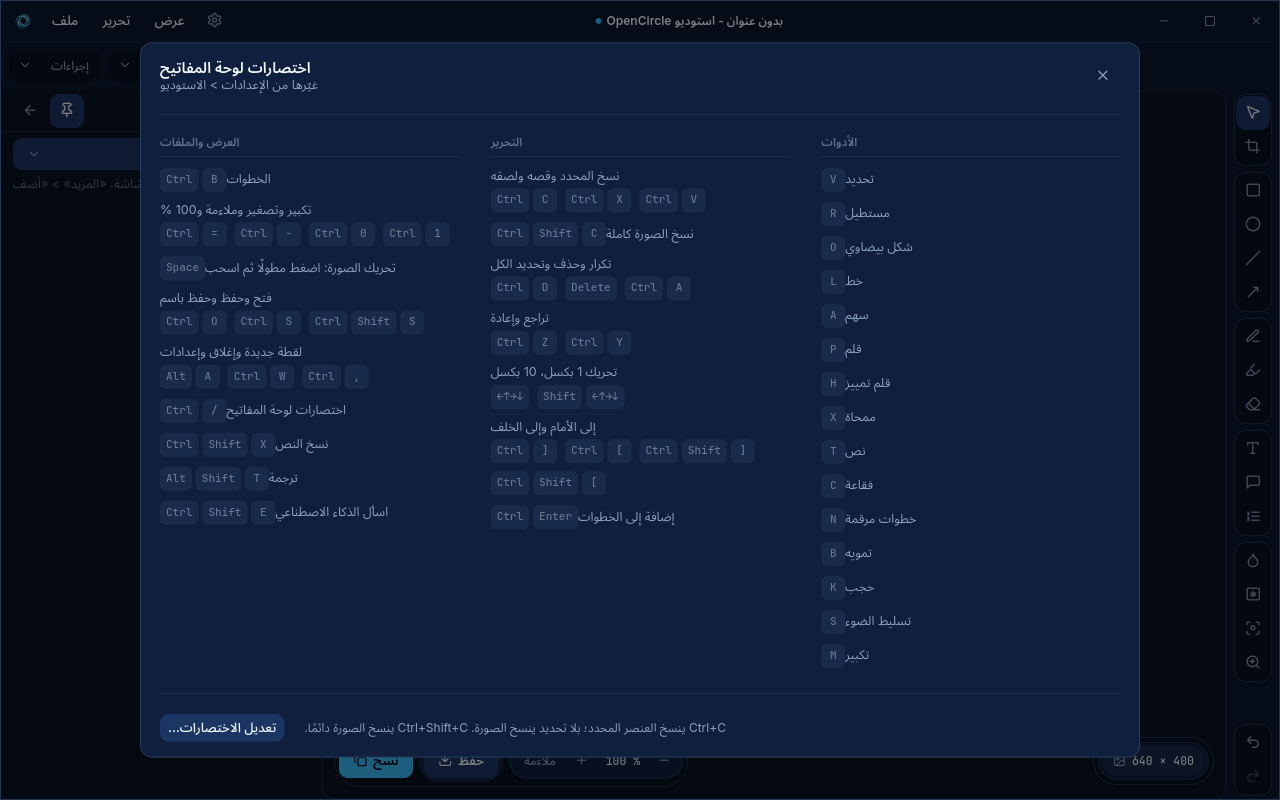 ملف تحرير عرض
بدون عنوان - استوديو OpenCircle
إجراءات
اختصارات لوحة المفاتيح
غيّرها من الإعدادات > الاستوديو
الأدوات
تحديد V
مستطيل R
شكل بيضاوي O
خط L
سهم A
قلم P
قلم تمييز H
ممحاة X
نص T
فقاعة C
خطوات مرقمة N
تمويه B
حجب K
تسليط الضوء S
تكبير M
التحرير
نسخ المحدد وقصه ولصقه
Ctrl C Ctrl X Ctrl V
نسخ الصورة كاملة Ctrl Shift C
تكرار وحذف وتحديد الكل
Ctrl D Delete Ctrl A
تراجع وإعادة
Ctrl Z Ctrl Y
تحريك 1 بكسل، 10 بكسل
←↑→↓ Shift ←↑→↓
إلى الأمام وإلى الخلف
Ctrl ] Ctrl [ Ctrl Shift ]
Ctrl Shift [
إضافة إلى الخطوات Ctrl Enter
العرض والملفات
الخطوات Ctrl B
تكبير وتصغير وملاءمة و100 %
Ctrl = Ctrl - Ctrl 0 Ctrl 1
تحريك الصورة: اضغط مطولًا ثم اسحب Space
فتح وحفظ وحفظ باسم
Ctrl O Ctrl S Ctrl Shift S
لقطة جديدة وإغلاق وإعدادات
Alt A Ctrl W Ctrl ,
اختصارات لوحة المفاتيح Ctrl /
نسخ النص Ctrl Shift X
ترجمة Alt Shift T
اسأل الذكاء الاصطناعي Ctrl Shift E
Ctrl+C ينسخ العنصر المحدد؛ بلا تحديد ينسخ الصورة. Ctrl+Shift+C ينسخ الصورة دائمًا.
تعديل الاختصارات...
شاشة. «المزيد» > «أضف
نسخ
حفظ
ملاءمة
100 %
640 × 400